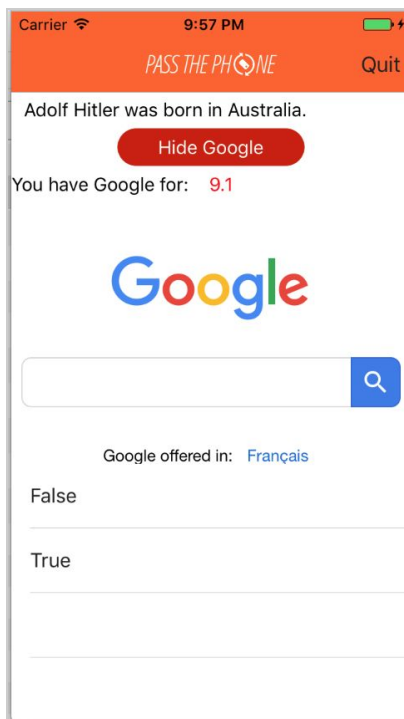 Carrier 9:57 PM
PASS THE PHONE Quit
Adolf Hitler was born in Australia.
Hide Google
You have Google for: 9.1
Google
Google offered in: Français
False
True